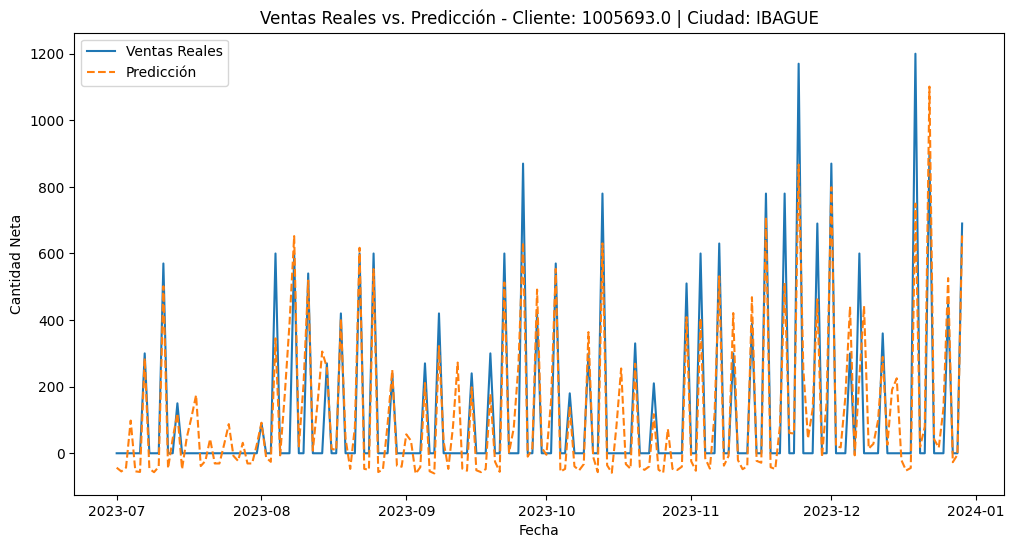 Ventas Reales vs. Predicción - Cliente: 1005693.0 | Ciudad: IBAGUE
Ventas Reales
Predicción
Cantidad Neta
1200
1000
800
600
400
200
0
2023-07
2023-08
2023-09
2023-10
2023-11
2023-12
2024-01
Fecha